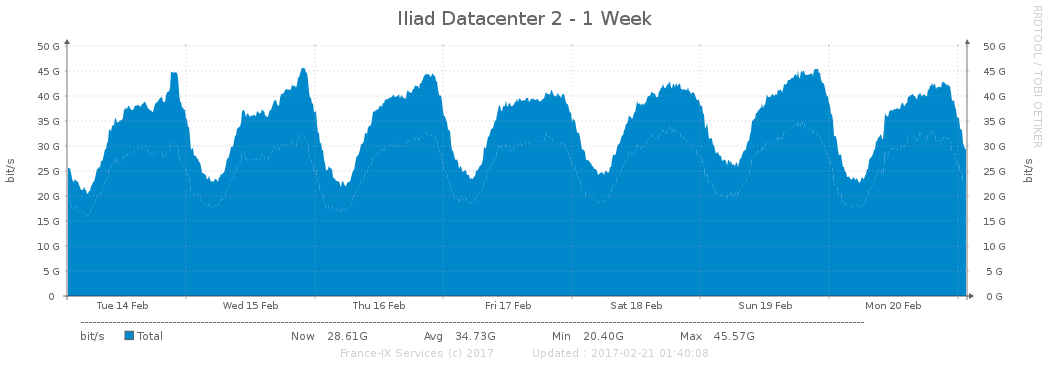 Iliad Datacenter 2 - 1 Week
RRDTOOL / TOBI OETIKER
bit/s
50 G 50 G
45 G 45 G
40 G 40 G
35 G 35 G
30 G 30 G
25 G 25 G
20 G 20 G
15 G 15 G
10 G 10 G
5 G 5 G
0 0 G
bit/s
Tue 14 Feb Wed 15 Feb Thu 16 Feb Fri 17 Feb Sat 18 Feb Sun 19 Feb Mon 20 Feb
bit/s Total Now 28.61G Avg 34.73G Min 20.40G Max 45.57G
France-IX Services (c) 2017 Updated : 2017-02-21 01:40:08